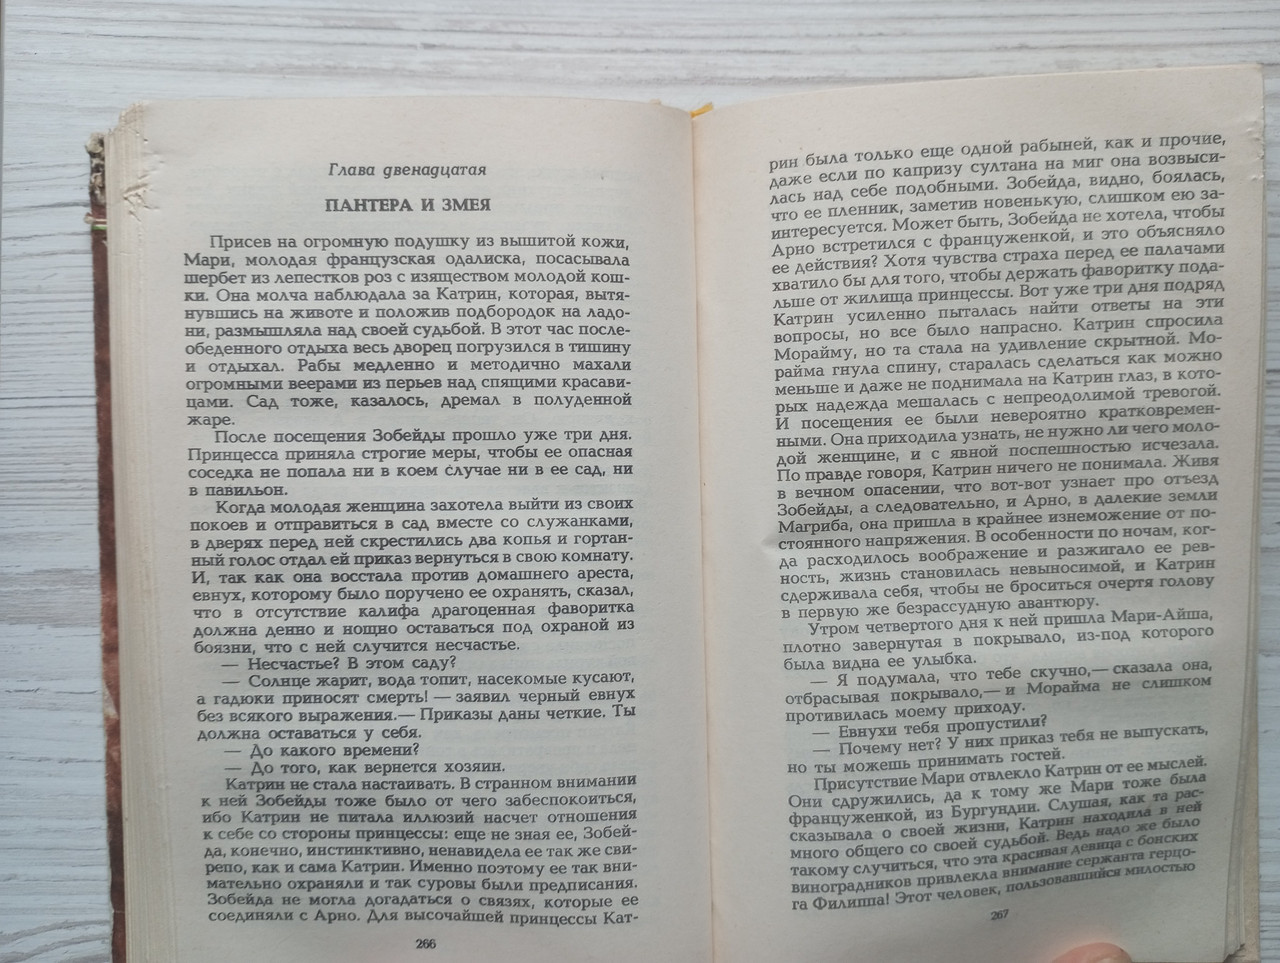 Глава двенадцатая
ПАНТЕРА И ЗМЕЯ
Присев на огромную подушку из вышитой кожи,
Мари, молодая французская одалиска, посасывала
шербет из лепестков роз с изяществом молодой кош-
ки. Она молча наблюдала за Катрин, которая, вытя-
нувшись на животе и положив подбородок на ладо-
ни, размышляла над своей судьбой. В этот час после-
обеденного отдыха весь дворец погрузился в тишину
и отдыхал. Рабы медленно и методично махали
огромными веерами из перьев над спящими красави-
цами. Сад тоже, казалось, дремал в полуденной
жаре.
После посещения Зобейды прошло уже три дня.
Принцесса приняла строгие меры, чтобы ее опасная
соседка не попала ни в коем случае ни в ее сад, ни
в павильон.
Когда молодая женщина захотела выйти из своих
покоев и отправиться в сад вместе со служанками,
в дверях перед ней скрестились два копья и гортан-
ный голос отдал ей приказ вернуться в свою комнату.
И, так как она восстала против домашнего ареста,
евнух, которому было поручено ее охранять, сказал,
что в отсутствие калифа драгоценная фаворитка
должна денно и нощно оставаться под охраной из
боязни, что с ней случится несчастье.
— Несчастье? В этом саду?
— Солнце жарит, вода топит, насекомые кусают,
а гадюки приносят смерть! — заявил черный евнух
без всякого выражения.— Приказы даны четкие. Ты
должна оставаться у себя.
— До какого времени?
— До того, как вернется хозяин.
Катрин не стала настаивать. В странном внимании
к ней Зобейды тоже было от чего забеспокоиться,
ибо Катрин не питала иллюзий насчет отношения
к себе со стороны принцессы: еще не зная ее, Зобей-
да, конечно, инстинктивно, ненавидела ее так же сви-
репо, как и сама Катрин. Именно поэтому ее так вни-
мательно охраняли и так суровы были предписания.
Зобейда не могла догадаться о связях, которые ее
соединяли с Арно. Для высочайшей принцессы Кат-
266
рин была только еще одной рабыней, как и прочие,
даже если по капризу султана на миг она возвыси-
лась над себе подобными. Зобейда, видно, боялась,
что ее пленник, заметив новенькую, слишком ею за-
интересуется. Может быть, Зобейда не хотела, чтобы
Арно встретился с француженкой, и это объясняло
ее действия? Хотя чувства страха перед ее палачами
хватило бы для того, чтобы держать фаворитку пода-
льше от жилища принцессы. Вот уже три дня подряд
Катрин усиленно пыталась найти ответы на эти
вопросы, но все было напрасно. Катрин спросила
Морайму, но та стала на удивление скрытной. Мо-
райма гнула спину, старалась сделаться как можно
меньше и даже не поднимала на Катрин глаз, в кото-
рых надежда мешалась с непреодолимой тревогой.
И посещения ее были невероятно кратковремен-
ными. Она приходила узнать, не нужно ли чего моло-
дой женщине, и с явной поспешностью исчезала.
По правде говоря, Катрин ничего не понимала. Живя
в вечном опасении, что вот-вот узнает про отъезд
Зобейды, а следовательно, и Арно, в далекие земли
Магриба, она пришла в крайнее изнеможение от по-
стоянного напряжения. В особенности по ночам, ког-
да расходилось воображение и разжигало ее рев-
ность, жизнь становилась невыносимой, и Катрин
сдерживала себя, чтобы не броситься очертя голову
в первую же безрассудную авантюру.
Утром четвертого дня к ней пришла Мари-Айша,
плотно завернутая в покрывало, из-под которого
была видна ее улыбка.
— Я подумала, что тебе скучно,— сказала она,
отбрасывая покрывало,— и Морайма не слишком
противилась моему приходу.
— Евнухи тебя пропустили?
— Почему нет? У них приказ тебя не выпускать,
но ты можешь принимать гостей.
Присутствие Мари отвлекло Катрин от ее мыслей.
Они сдружились, да к тому же Мари тоже была
француженкой, из Бургундии. Слушая, как та рас-
сказывала о своей жизни, Катрин находила в ней
много общего со своей судьбой. Ведь надо же было
такому случиться, что эта красивая девица с бонских
виноградников привлекла внимание сержанта герцо-
га Филиппа! Этот человек, пользовавшийся милостью
267